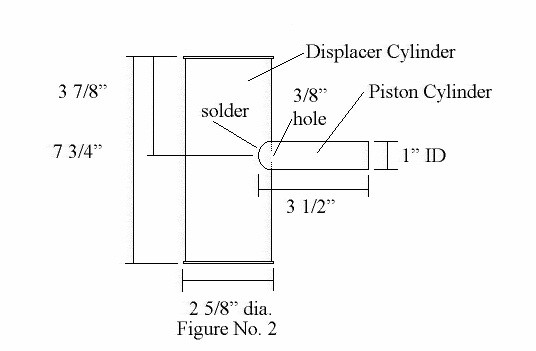 Displacer Cylinder
3 7/8”
3/8”
hole
Piston Cylinder
solder
7 3/4”
1” ID
3 1/2”
2 5/8” dia.
Figure No. 2